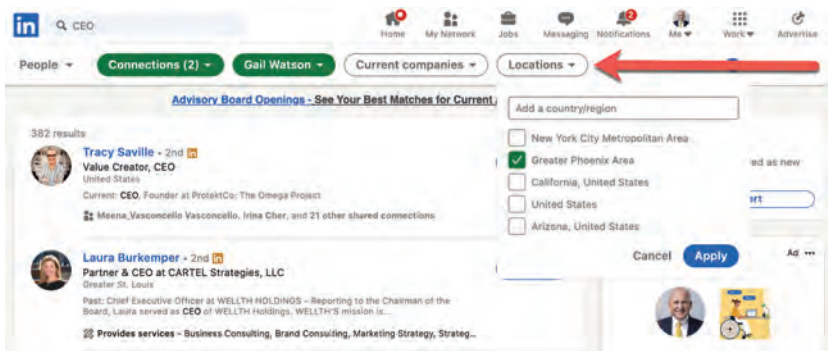 in
CEO
Home My Network Jobs Messaging 2 Notifications Me Work Advertise
People Connections (2) Gail Watson Current companies Locations
Advisory Board Openings - See Your Best Matches for Current
Add a country/region
New York City Metropolitan Area
Greater Phoenix Area
California, United States
United States
Arizona, United States
Cancel Apply
382 results
Tracy Saville • 2nd in
Value Creator, CEO
United States
Current: CEO, Founder at ProtektCo: The Omega Project
Meena_Vasconcello Vasconcello, Irina Cher, and 21 other shared connections
Laura Burkemper • 2nd in
Partner & CEO at CARTEL Strategies, LLC
Greater St. Louis
Past: Chief Executive Officer at WELLTH HOLDINGS - Reporting to the Chairman of the
Board, Laura served as CEO of WELLTH Holdings. WELLTH'S mission is...
Provides services - Business Consulting, Brand Consulting, Marketing Strategy, Strateg...
ed as new
Ad